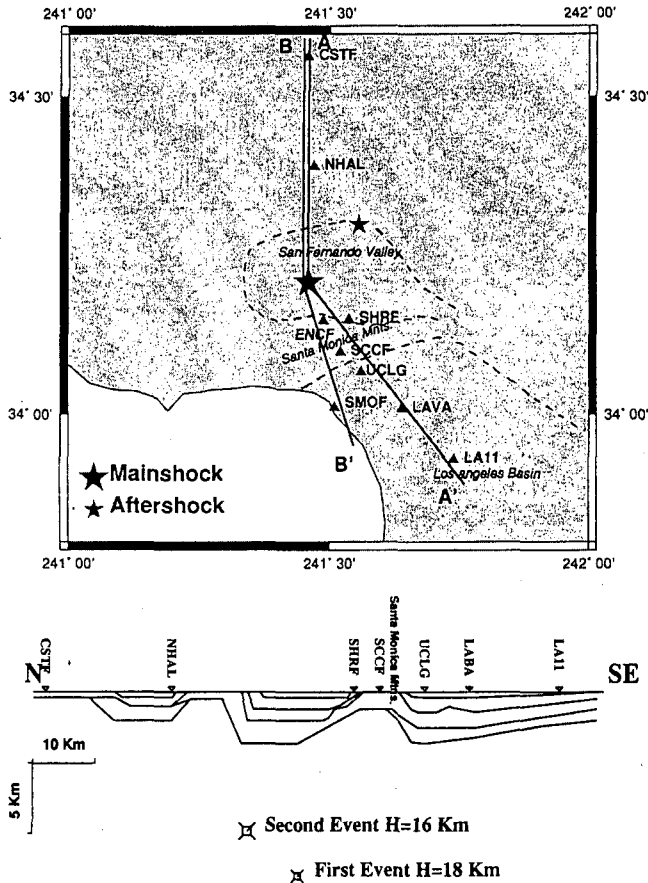 241° 00'
241° 30'
242° 00'
B
A
CSTF
34° 30'
34° 30'
NHAL
San Fernando Valley
SHRF
ENCF
Santa Monica Mnts.
SCCF
UCLG
34° 00'
34° 00'
SMOF
LAVA
B'
LA11
Los angeles Basin
A'
Mainshock
Aftershock
241° 00'
241° 30'
242° 00'
N
CSTF
NHAL
SHRF
SCCF
Santa Monica Mnts.
UCLG
LABA
LA11
SE
10 Km
5 Km
Second Event H=16 Km
First Event H=18 Km